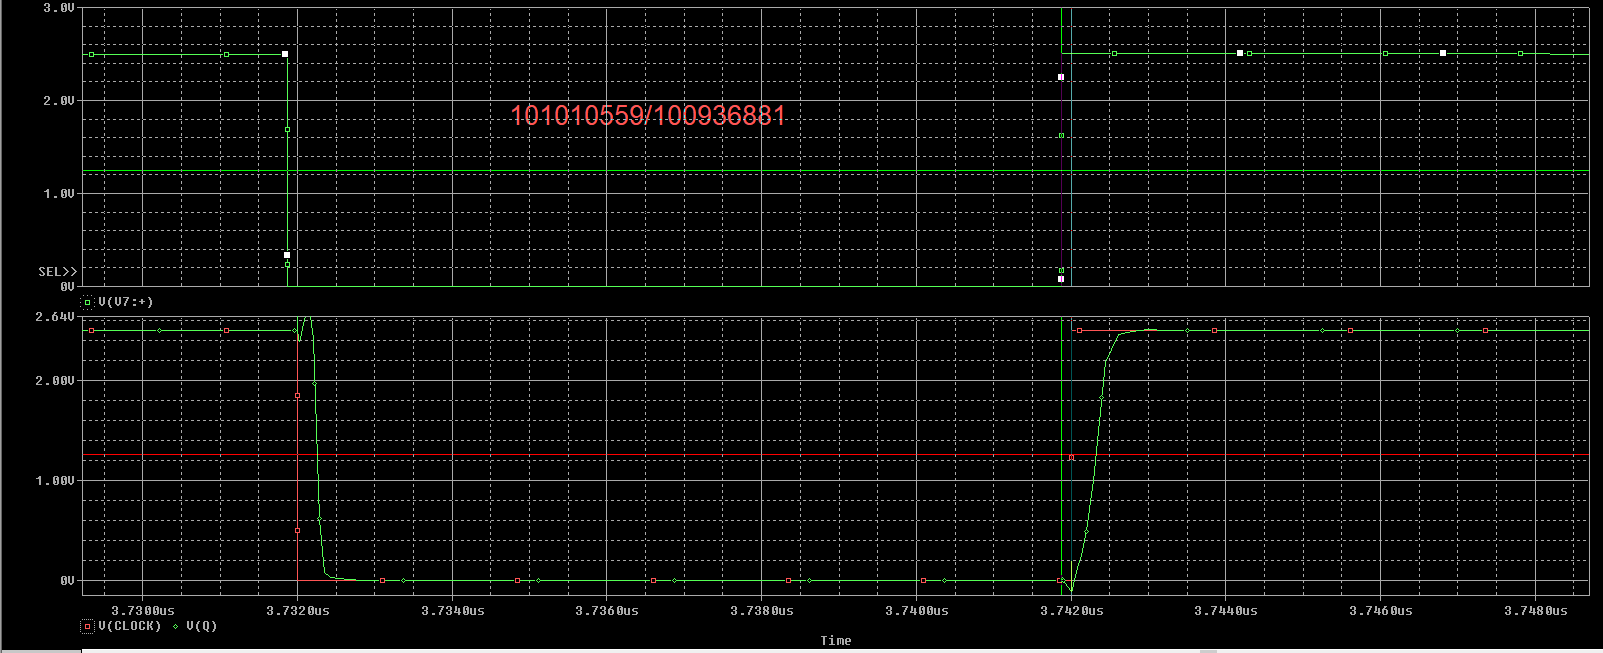 3.0V
101010559/100936881
2.0V
1.0V
SEL>>
0V
V(V7:+)
2.64V
2.00V
1.00V
0V
3.7300us 3.7320us 3.7340us 3.7360us 3.7380us 3.7400us 3.7420us 3.7440us 3.7460us 3.7480us
V(CLOCK) V(Q)
Time